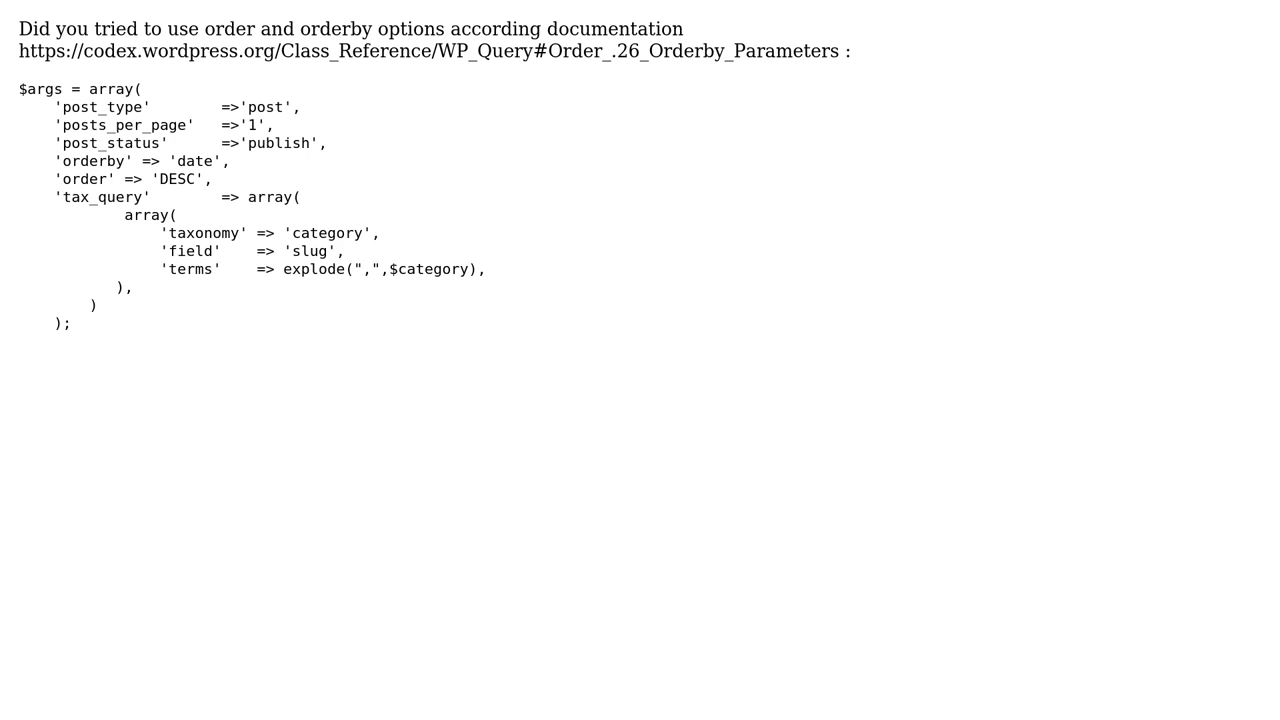 Did you tried to use order and orderby options according documentation
https://codex.wordpress.org/Class_Reference/WP_Query#Order_.26_Orderby_Parameters :
$args = array(
    'post_type'        =>'post',
    'posts_per_page'   =>'1',
    'post_status'      =>'publish',
    'orderby' => 'date',
    'order' => 'DESC',
    'tax_query'        => array(
            array(
                'taxonomy' => 'category',
                'field'    => 'slug',
                'terms'    => explode(",",$category),
           ),
        )
    );